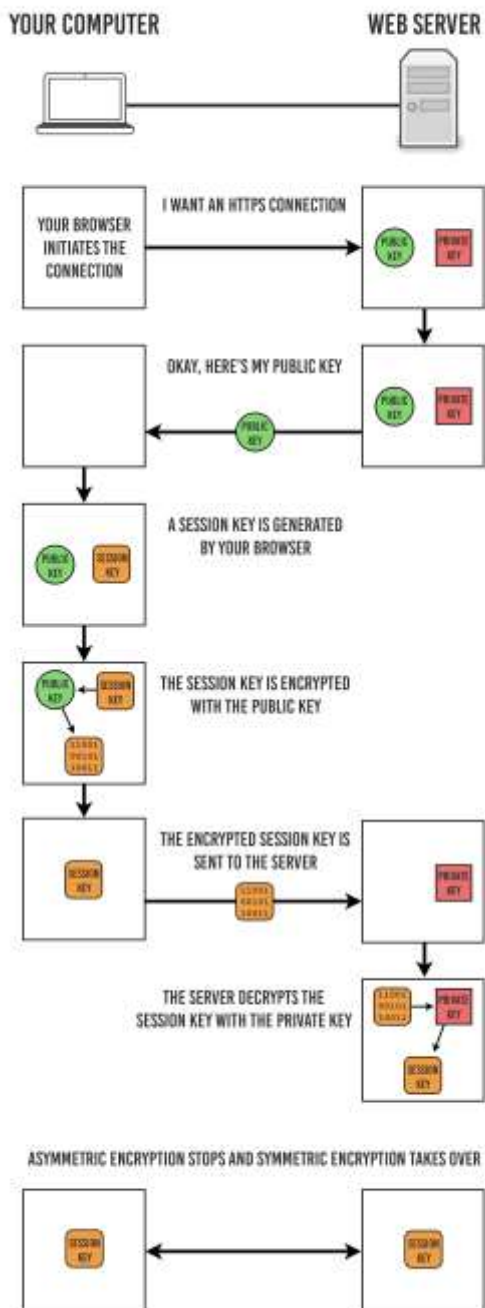 YOUR COMPUTER
WEB SERVER
I WANT AN HTTPS CONNECTION
YOUR BROWSER
INITIATES THE
CONNECTION
PUBLIC
KEY
PRIVATE
KEY
OKAY, HERE'S MY PUBLIC KEY
PUBLIC
KEY
PUBLIC
KEY
PRIVATE
KEY
A SESSION KEY IS GENERATED
BY YOUR BROWSER
PUBLIC
KEY
SESSION
KEY
THE SESSION KEY IS ENCRYPTED
WITH THE PUBLIC KEY
PUBLIC
KEY
SESSION
KEY
THE ENCRYPTED SESSION KEY IS
SENT TO THE SERVER
SESSION
KEY
PRIVATE
KEY
THE SERVER DECRYPTS THE
SESSION KEY WITH THE PRIVATE KEY
PRIVATE
KEY
SESSION
KEY
ASYMMETRIC ENCRYPTION STOPS AND SYMMETRIC ENCRYPTION TAKES OVER
SESSION
KEY
SESSION
KEY